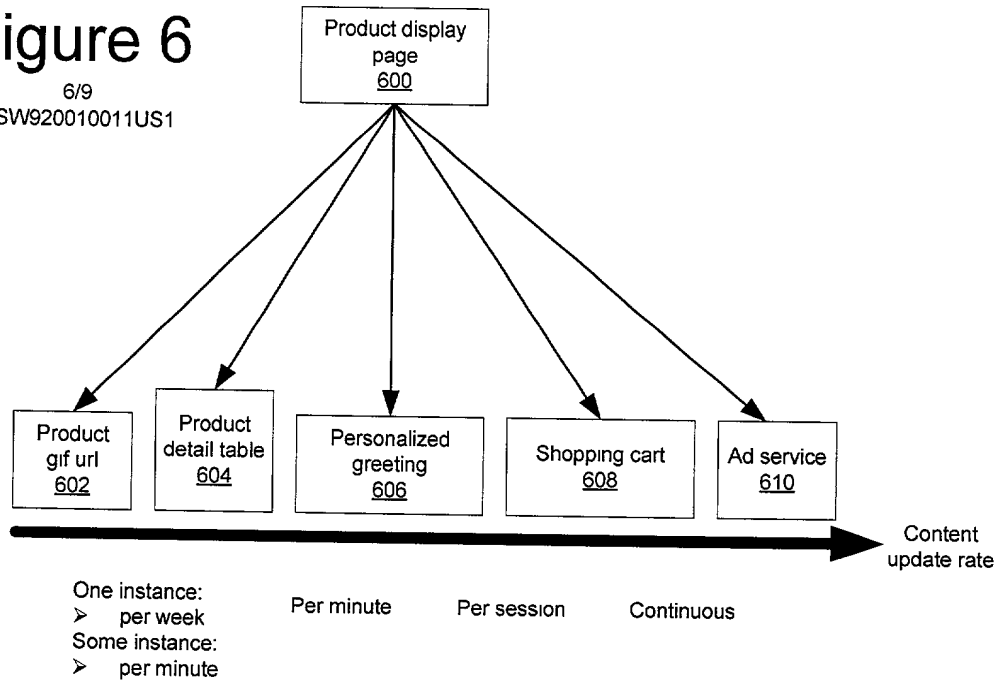 igure 6
6/9
SW920010011US1
Product display
page
600
Product
gif url
602
Product
detail table
604
Personalized
greeting
606
Shopping cart
608
Ad service
610
Content
update rate
One instance:
➢ per week
Some instance:
➢ per minute
Per minute
Per session
Continuous